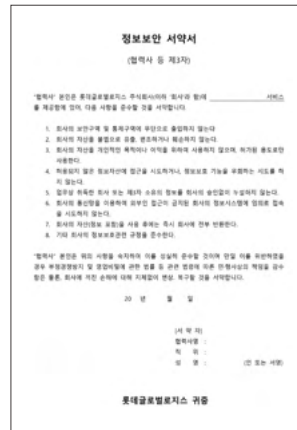 정보보안 서약서
(협력사 등 제3자)
"협력사" 본인은 롯데글로벌로지스 주식회사(이하 '회사'라 함)에 서비스
를 제공함에 있어, 다음 사항을 준수할 것을 서약합니다.
1. 회사의 보안구역 및 통제구역에 무단으로 출입하지 않는다.
2. 회사의 자산을 불법으로 유출, 변조하거나 훼손하지 않는다.
3. 회사의 자산을 개인적인 목적이나 이익을 위하여 사용하지 않으며, 허가된 용도로만
사용한다.
4. 허용되지 않은 정보자산에 접근을 시도하거나, 정보보호 기능을 우회하는 시도를 하
지 않는다.
5. 업무상 취득한 회사 또는 제3자 소유의 정보를 회사의 승인없이 누설하지 않는다.
6. 회사의 통신망을 이용하여 외부인 접근이 금지된 회사의 정보시스템에 임의로 접속
을 시도하지 않는다.
7. 회사의 자산(정보 포함)을 사용 후에는 즉시 회사에 전부 반환한다.
8. 기타 회사의 정보보호관련 규정을 준수한다.
"협력사" 본인은 위의 사항을 숙지하여 이를 성실히 준수할 것이며 만일 이를 위반하였을
경우 부정경쟁방지 및 영업비밀에 관한 법률 등 관련 법령에 따른 민·형사상의 책임을 감수
함은 물론, 회사에 끼친 손해에 대해 지체없이 변상, 복구할 것을 서약합니다.
20 년 월 일
(서 약 자)
협력사명 :
직 위 :
성 명 : (인 또는 서명)
롯데글로벌로지스 귀중